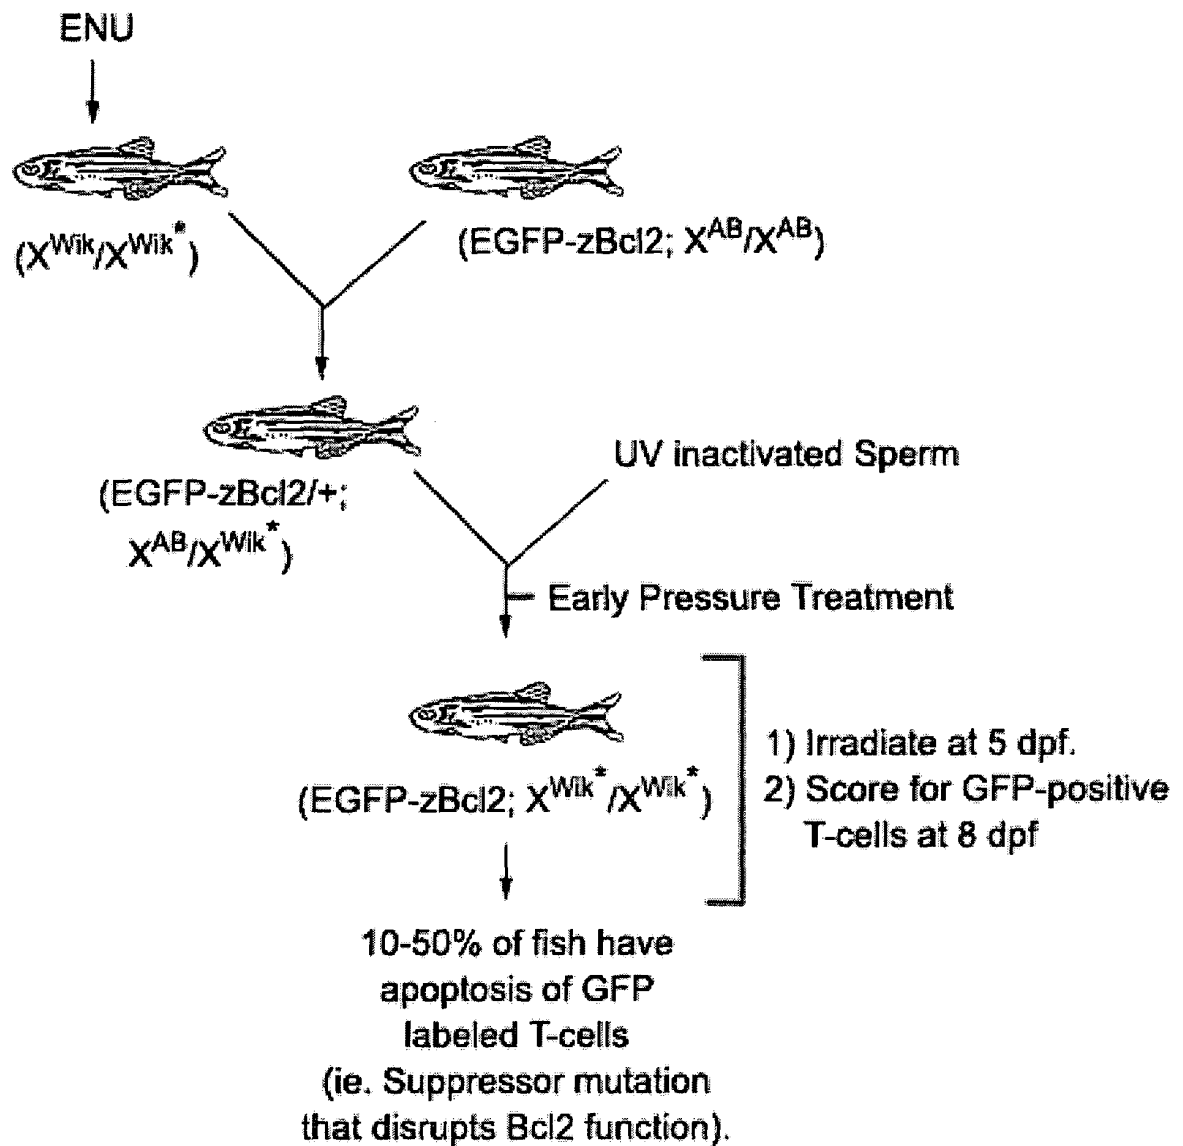 ENU
(X^Wik/X^Wik*)
(EGFP-zBcl2; X^AB/X^AB)
(EGFP-zBcl2/+;
X^AB/X^Wik*)
UV inactivated Sperm
Early Pressure Treatment
(EGFP-zBcl2; X^Wik*/X^Wik*)
1) Irradiate at 5 dpf.
2) Score for GFP-positive
T-cells at 8 dpf
10-50% of fish have
apoptosis of GFP
labeled T-cells
(ie. Suppressor mutation
that disrupts Bcl2 function).